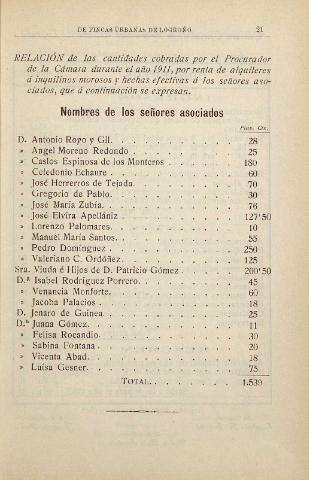 DE FINCAS URBANAS DE LOGROÑO 21
RELACIÓN de las cantidades cobradas por el Procurador
de la Cámara durante el año 1911, por renta de alquileres
á inquilinos morosos y hechas efectivas á los señores aso-
ciados, que á continuación se expresan.
Nombres de los señores asociados
Ptas. Cts.
D. Antonio Royo y Gil. 28
» Angel Moreno Redondo 25
» Caslos Espinosa de los Monteros 180
» Celedonio Echaure 60
» José Herreros de Tejada 70
» Gregorio de Pablo 30
» José María Zubía 76
» José Elvira Apellániz 127'50
» Lorenzo Palomares 10
» Manuel María Santos 55
» Pedro Domínguez 250
» Valeriano C. Ordóñez 125
Sra. Viuda é Hijos de D. Patricio Gómez 200'50
D.ª Isabel Rodríguez Porrero 45
» Venancia Monforte 60
» Jacoba Palacios 18
D. Jenaro de Guinea 25
D.ª Juana Gómez 11
» Felisa Rocandio 30
» Sabina Fontana 20
» Vicenta Abad 18
» Luisa Gesner 75
TOTAL 1.539